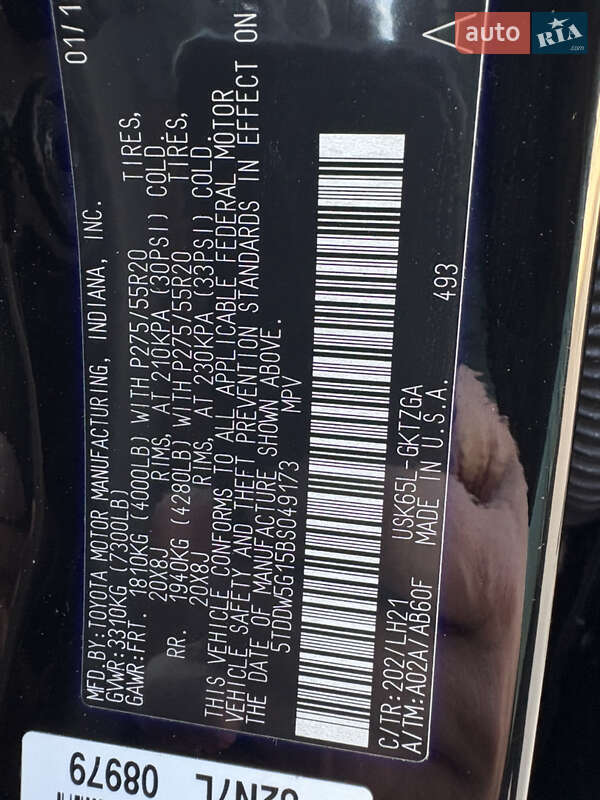 auto RIA.com
MFD.BY:TOYOTA MOTOR MANUFACTURING, INDIANA, INC. 01/1
GVWR:3310KG(7300LB)
GAWR-FRT. 1810KG (4000LB) WITH P275/55R20 TIRES,
20X8J RIMS, AT 210KPA (30PSI) COLD.
RR. 1940KG (4280LB) WITH P275/55R20 TIRES,
20X8J RIMS, AT 230KPA (33PSI) COLD.
THIS VEHICLE CONFORMS TO ALL APPLICABLE FEDERAL MOTOR
VEHICLE SAFETY AND THEFT PREVENTION STANDARDS IN EFFECT ON
THE DATE OF MANUFACTURE SHOWN ABOVE.
5TDDW5G15BS049173 MPV
C/TR:202/LH21 USK65L-GKTZGA
A/TM:A02A/AB60F MADE IN U.S.A. 493
08979